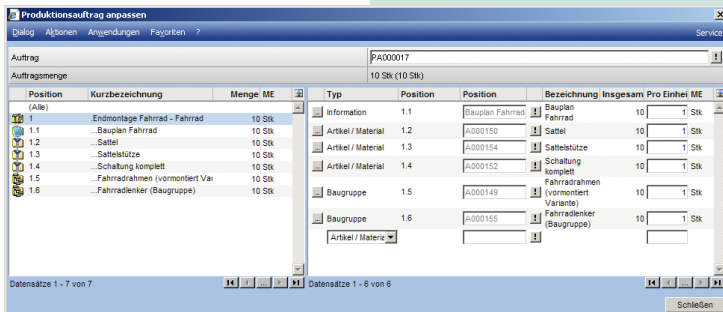 Produktionsauftrag anpassen
Dialog Aktionen Anwendungen Favoriten ? Service
Auftrag PA000017
Auftragsmenge 10 Stk (10 Stk)
Position Kurzbezeichnung Menge ME
(Alle)
1 .Endmontage Fahrrad - Fahrrad 10 Stk
1.1 ...Bauplan Fahrrad 10 Stk
1.2 ...Sattel 10 Stk
1.3 ...Sattelstütze 10 Stk
1.4 ...Schaltung komplett 10 Stk
1.5 ...Fahrradrahmen (vormontiert Var 10 Stk
1.6 ...Fahrradlenker (Baugruppe) 10 Stk
Datensätze 1 - 7 von 7
Typ Position Position Bezeichnung Insgesam Pro Einhei ME
... Information 1.1 Bauplan Fahrrad ! Bauplan Fahrrad 10 1 Stk
... Artikel / Material 1.2 A000150 ! Sattel 10 1 Stk
... Artikel / Material 1.3 A000154 ! Sattelstütze 10 1 Stk
... Artikel / Material 1.4 A000152 ! Schaltung komplett 10 1 Stk
... Baugruppe 1.5 A000149 ! Fahrradrahmen (vormontiert Variante) 10 1 Stk
... Baugruppe 1.6 A000155 ! Fahrradlenker (Baugruppe) 10 1 Stk
Artikel / Materia !
Datensätze 1 - 6 von 6
Schließen